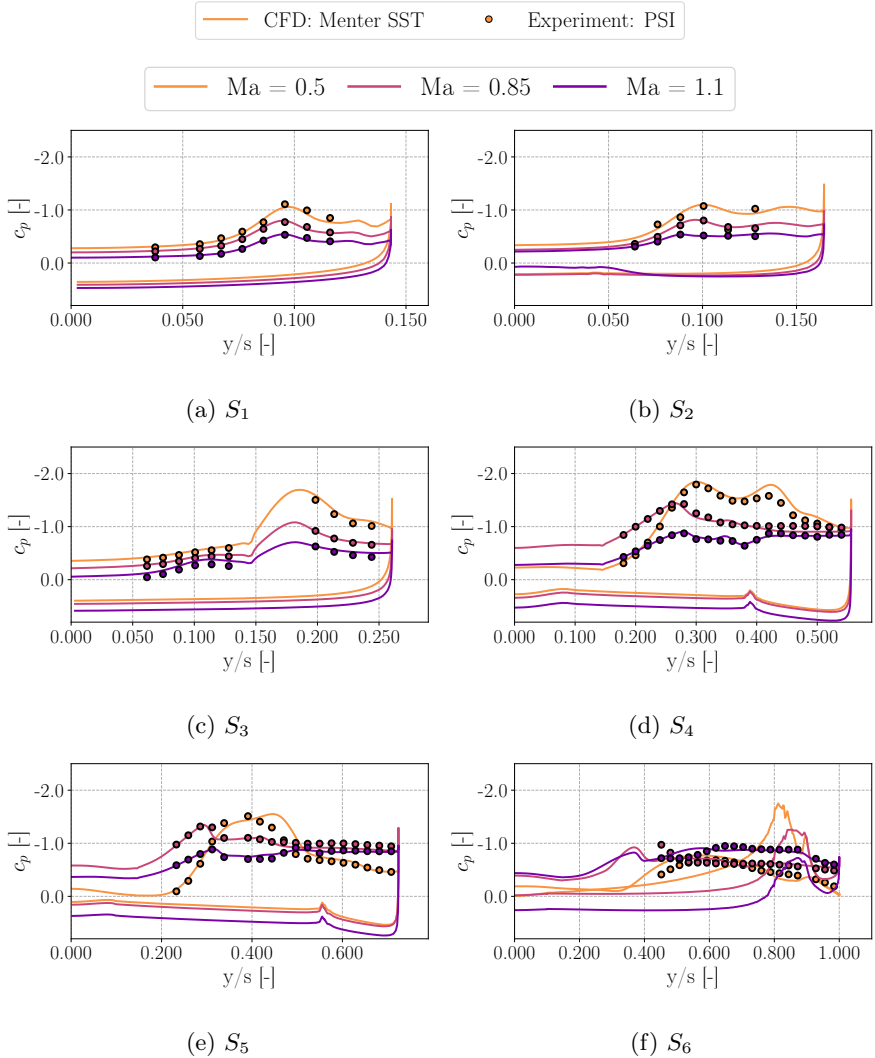 CFD: Menter SST Experiment: PSI
Ma = 0.5 Ma = 0.85 Ma = 1.1
-2.0 -1.0 0.0
c_p [-]
0.000 0.050 0.100 0.150
y/s [-]
(a) S_1
-2.0 -1.0 0.0
c_p [-]
0.000 0.050 0.100 0.150
y/s [-]
(b) S_2
-2.0 -1.0 0.0
c_p [-]
0.000 0.050 0.100 0.150 0.200 0.250
y/s [-]
(c) S_3
-2.0 -1.0 0.0
c_p [-]
0.000 0.100 0.200 0.300 0.400 0.500
y/s [-]
(d) S_4
-2.0 -1.0 0.0
c_p [-]
0.000 0.200 0.400 0.600
y/s [-]
(e) S_5
-2.0 -1.0 0.0
c_p [-]
0.000 0.200 0.400 0.600 0.800 1.000
y/s [-]
(f) S_6